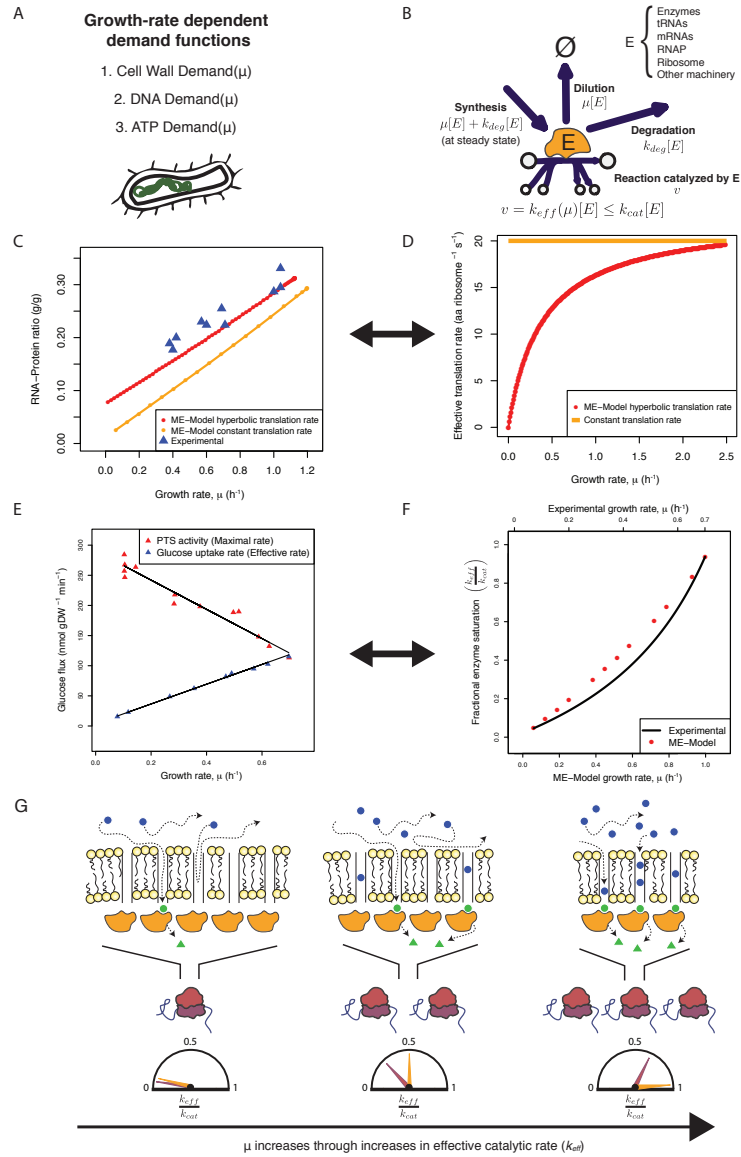 A
Growth-rate dependent
demand functions
1. Cell Wall Demand(μ)
2. DNA Demand(μ)
3. ATP Demand(μ)
B
E
Enzymes
tRNAs
mRNAs
RNAP
Ribosome
Other machinery
∅
Dilution
μ[E]
Synthesis
μ[E] + k_deg[E]
(at steady state)
Degradation
k_deg[E]
E
Reaction catalyzed by E
v
v = k_eff(μ)[E] ≤ k_cat[E]
C
RNA−Protein ratio (g/g)
0.30
0.20
0.10
0.00
ME−Model hyperbolic translation rate
ME−Model constant translation rate
Experimental
0.0 0.2 0.4 0.6 0.8 1.0 1.2
Growth rate, μ (h⁻¹)
D
Effective translation rate (aa ribosome⁻¹ s⁻¹)
20
15
10
5
0
ME−Model hyperbolic translation rate
Constant translation rate
0.0 0.5 1.0 1.5 2.0 2.5
Growth rate, μ (h⁻¹)
E
Glucose flux (nmol gDW⁻¹ min⁻¹)
PTS activity (Maximal rate)
Glucose uptake rate (Effective rate)
300
250
200
150
100
50
0
0.0 0.2 0.4 0.6
Growth rate, μ (h⁻¹)
F
Experimental growth rate, μ (h⁻¹)
0 0.1 0.2 0.3 0.4 0.5 0.6 0.7
Fractional enzyme saturation (k_eff/k_cat)
1.0
0.8
0.6
0.4
0.2
0.0
Experimental
ME−Model
0.0 0.2 0.4 0.6 0.8 1.0
ME−Model growth rate, μ (h⁻¹)
G
0.5 0.5 0.5
0 1 0 1 0 1
k_eff/k_cat k_eff/k_cat k_eff/k_cat
μ increases through increases in effective catalytic rate (k_eff)